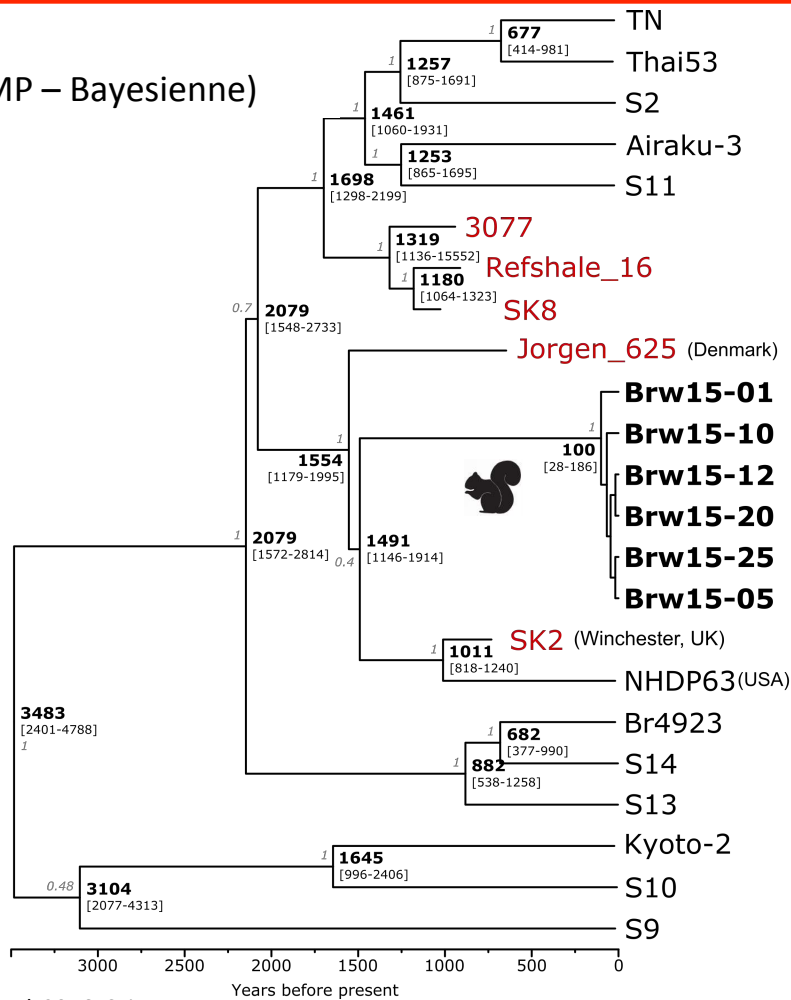 MP – Bayesienne)
TN
1
677
[414-981]
Thai53
1
1257
[875-1691]
S2
1
1461
[1060-1931]
Airaku-3
1
1253
[865-1695]
S11
1
1698
[1298-2199]
3077
1
1319
[1136-15552]
Refshale_16
1
1180
[1064-1323]
SK8
0.7
2079
[1548-2733]
Jorgen_625 (Denmark)
Brw15-01
1
100
[28-186]
Brw15-10
1
1554
[1179-1995]
Brw15-12
Brw15-20
1
2079
[1572-2814]
0.4
1491
[1146-1914]
Brw15-25
Brw15-05
SK2 (Winchester, UK)
1
1011
[818-1240]
NHDP63 (USA)
3483
[2401-4788]
1
Br4923
1
682
[377-990]
S14
1
882
[538-1258]
S13
Kyoto-2
1
1645
[996-2406]
S10
0.48
3104
[2077-4313]
S9
3000 2500 2000 1500 1000 500 0
Years before present